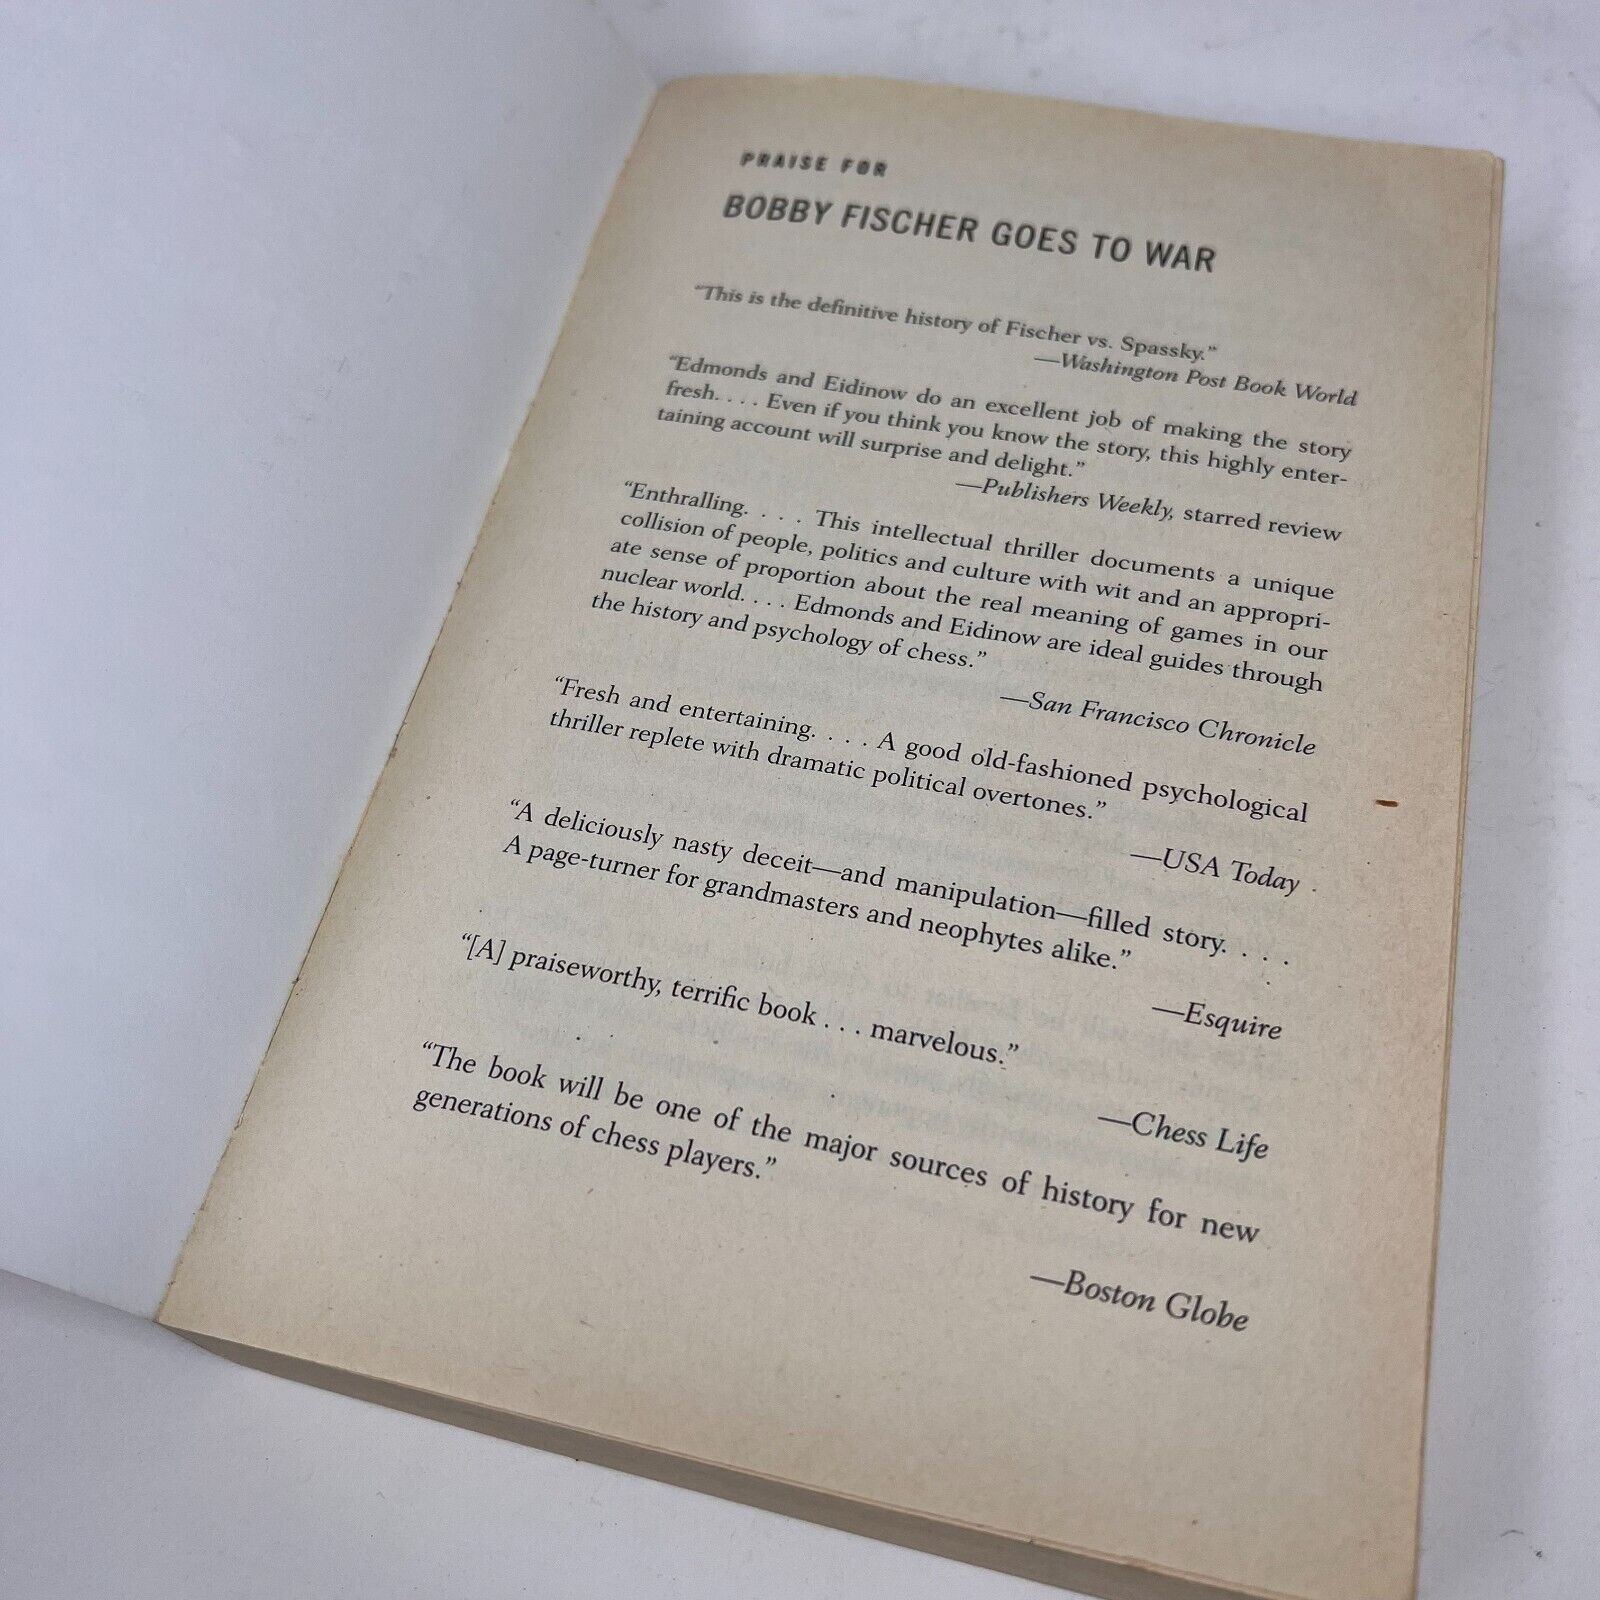 PRAISE FOR
BOBBY FISCHER GOES TO WAR
“This is the definitive history of Fischer vs. Spassky.”
—Washington Post Book World
“Edmonds and Eidinow do an excellent job of making the story
fresh. . . . Even if you think you know the story, this highly enter-
taining account will surprise and delight.”
—Publishers Weekly, starred review
“Enthralling. . . . This intellectual thriller documents a unique
collision of people, politics and culture with wit and an appropri-
ate sense of proportion about the real meaning of games in our
nuclear world. . . . Edmonds and Eidinow are ideal guides through
the history and psychology of chess.”
—San Francisco Chronicle
“Fresh and entertaining. . . . A good old-fashioned psychological
thriller replete with dramatic political overtones.”
—USA Today
“A deliciously nasty deceit—and manipulation—filled story. . . .
A page-turner for grandmasters and neophytes alike.”
—Esquire
“[A] praiseworthy, terrific book . . . marvelous.”
—Chess Life
“The book will be one of the major sources of history for new
generations of chess players.”
—Boston Globe